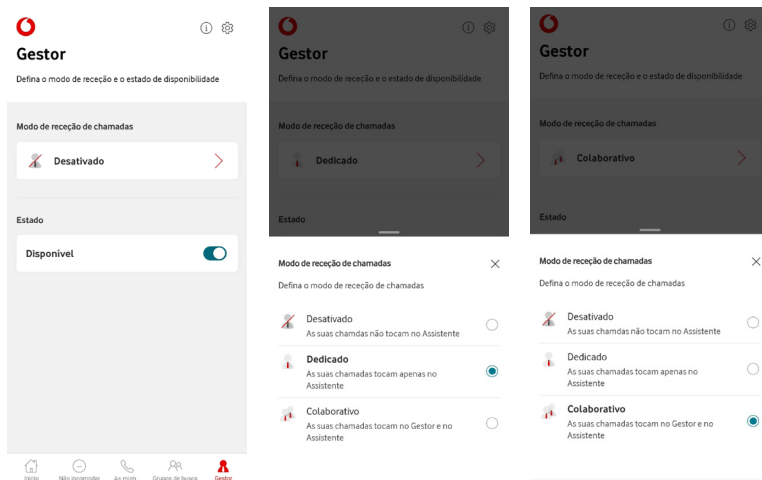 Gestor
Defina o modo de receção e o estado de disponibilidade
Modo de receção de chamadas
Desativado
Estado
Disponível
Início
Não incomodar
As minh
Grupos de busca
Gestor
Gestor
Defina o modo de receção e o estado de disponibilidade
Modo de receção de chamadas
Dedicado
Estado
Modo de receção de chamadas
Defina o modo de receção de chamadas
Desativado
As suas chamdas não tocam no Assistente
Dedicado
As suas chamadas tocam apenas no
Assistente
Colaborativo
As suas chamadas tocam no Gestor e no
Assistente
Gestor
Defina o modo de receção e o estado de disponibilidade
Modo de receção de chamadas
Colaborativo
Estado
Modo de receção de chamadas
Defina o modo de receção de chamadas
Desativado
As suas chamdas não tocam no Assistente
Dedicado
As suas chamadas tocam apenas no
Assistente
Colaborativo
As suas chamadas tocam no Gestor e no
Assistente